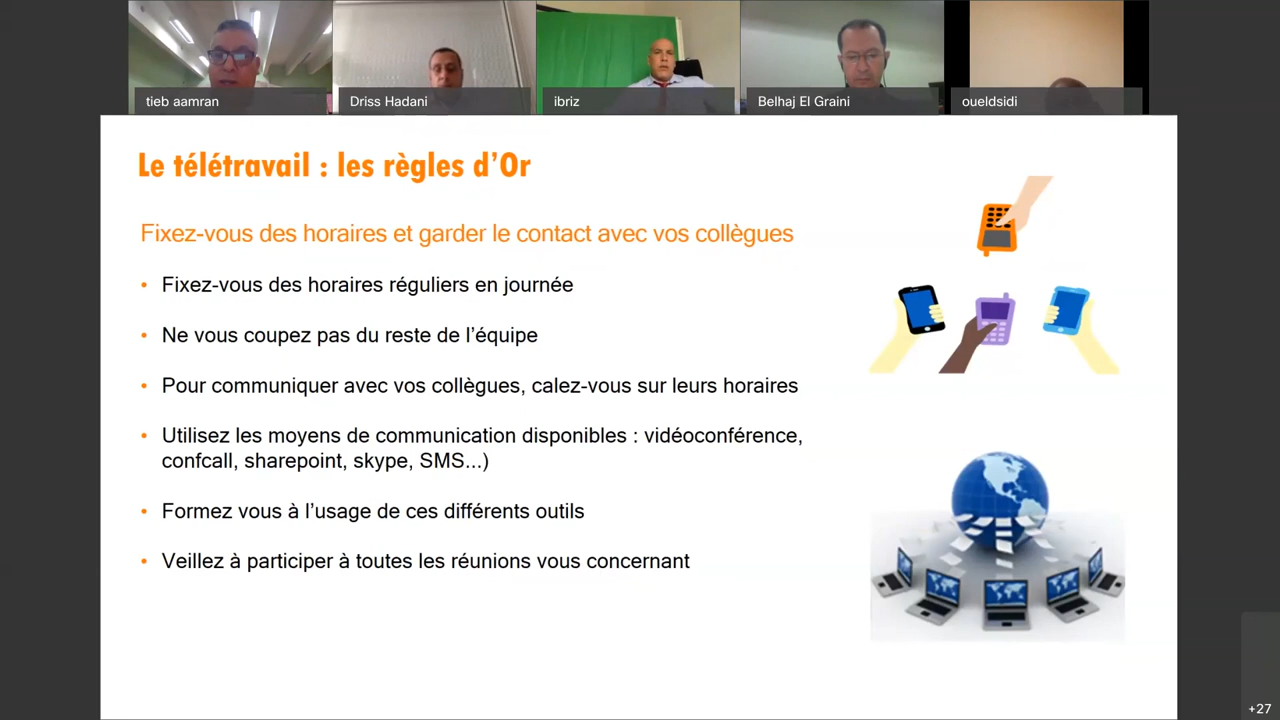 tieb aamran
Driss Hadani
ibriz
Belhaj El Graini
oueldsidi
Le télétravail : les règles d'Or
Fixez-vous des horaires et garder le contact avec vos collègues
• Fixez-vous des horaires réguliers en journée
• Ne vous coupez pas du reste de l'équipe
• Pour communiquer avec vos collègues, calez-vous sur leurs horaires
• Utilisez les moyens de communication disponibles : vidéoconférence,
confcall, sharepoint, skype, SMS...)
• Formez vous à l'usage de ces différents outils
• Veillez à participer à toutes les réunions vous concernant
+27